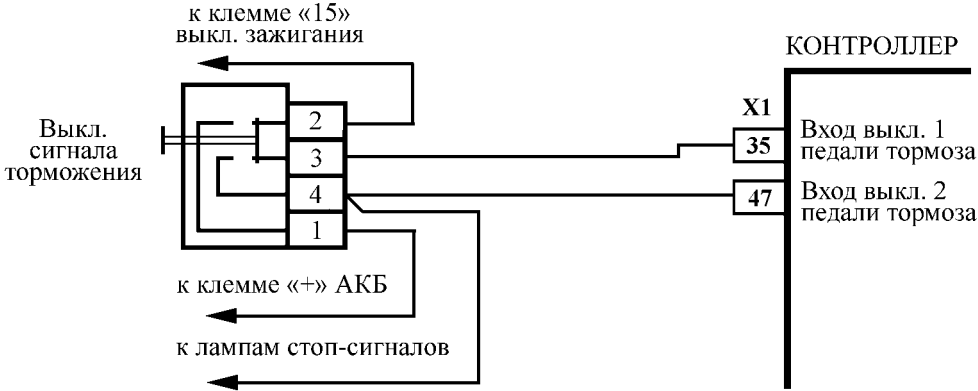 к клемме «15»
выкл. зажигания
КОНТРОЛЛЕР
Выкл.
сигнала
торможения
2
3
4
1
X1
35
47
Вход выкл. 1
педали тормоза
Вход выкл. 2
педали тормоза
к клемме «+» АКБ
к лампам стоп-сигналов